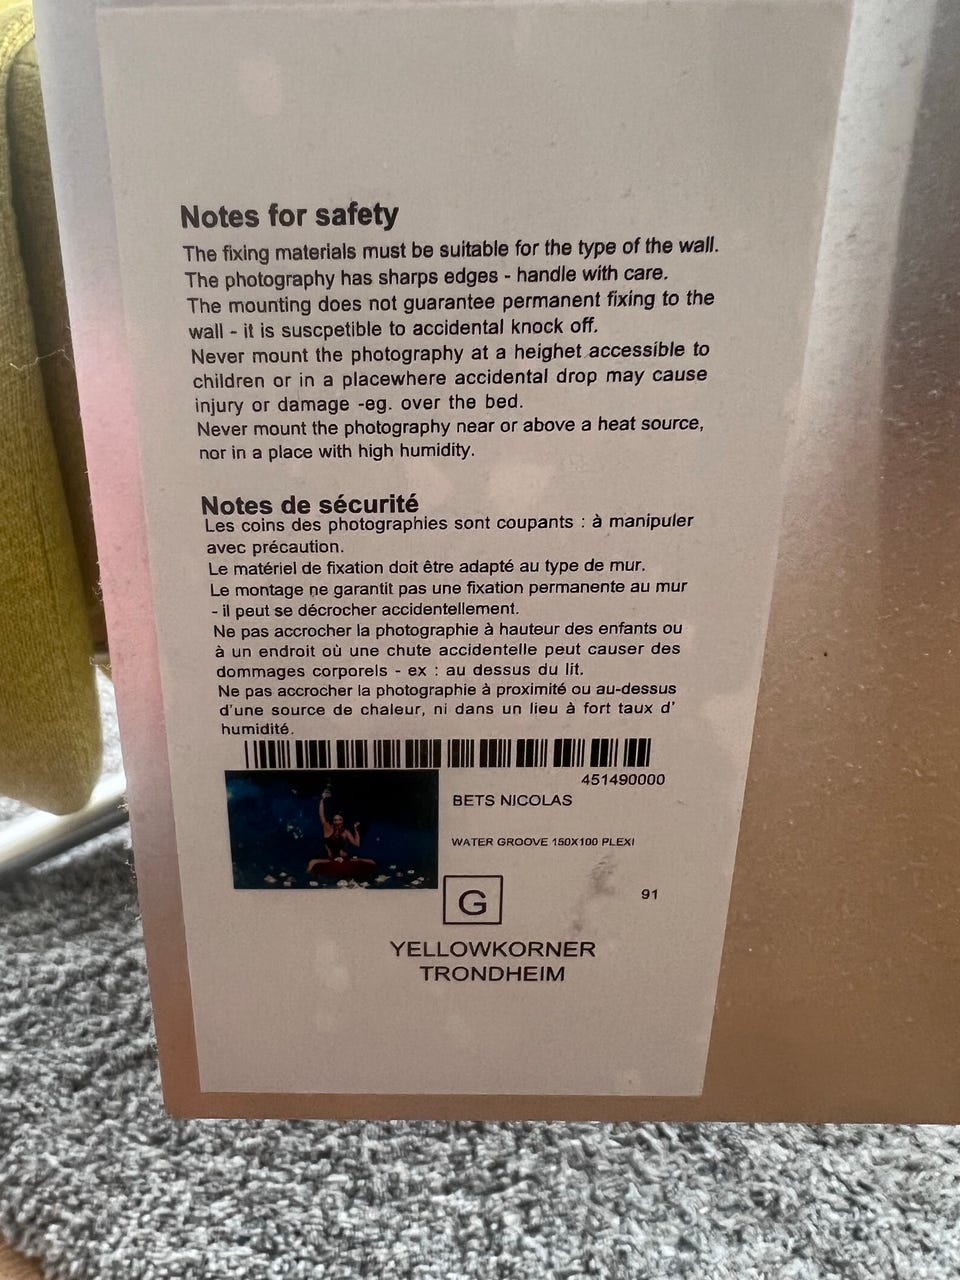 Notes for safety
The fixing materials must be suitable for the type of the wall.
The photography has sharps edges - handle with care.
The mounting does not guarantee permanent fixing to the
wall - it is suscpetible to accidental knock off.
Never mount the photography at a heighet accessible to
children or in a placewhere accidental drop may cause
injury or damage -eg. over the bed.
Never mount the photography near or above a heat source,
nor in a place with high humidity.
Notes de sécurité
Les coins des photographies sont coupants : à manipuler
avec précaution.
Le matériel de fixation doit être adapté au type de mur.
Le montage ne garantit pas une fixation permanente au mur
- il peut se décrocher accidentellement.
Ne pas accrocher la photographie à hauteur des enfants ou
à un endroit où une chute accidentelle peut causer des
dommages corporels - ex : au dessus du lit.
Ne pas accrocher la photographie à proximité ou au-dessus
d'une source de chaleur, ni dans un lieu à fort taux d'
humidité.
451490000
BETS NICOLAS
WATER GROOVE 150X100 PLEXI
G
91
YELLOWKORNER
TRONDHEIM